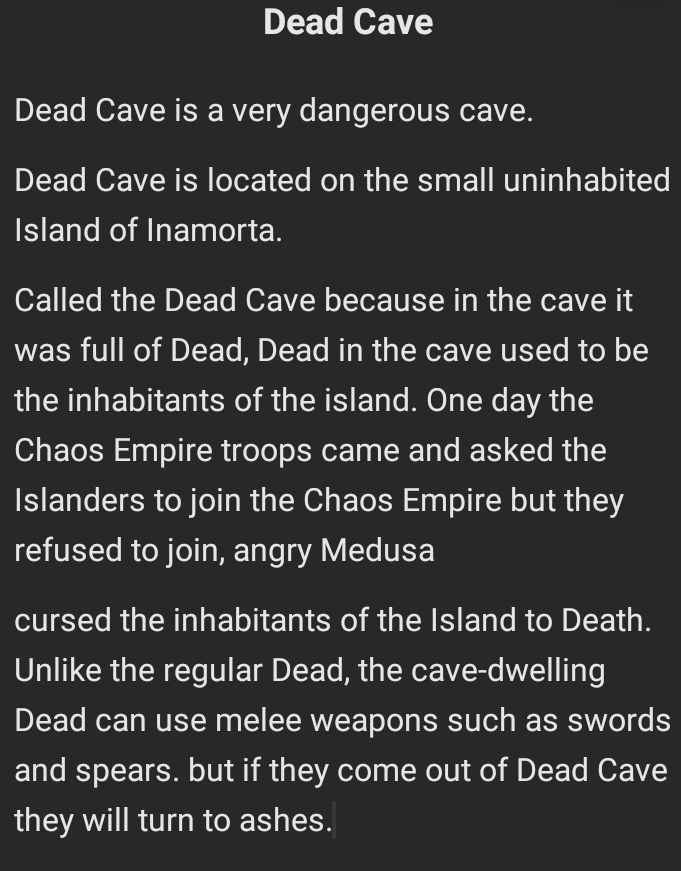 Dead Cave
Dead Cave is a very dangerous cave.
Dead Cave is located on the small uninhabited
Island of Inamorta.
Called the Dead Cave because in the cave it
was full of Dead, Dead in the cave used to be
the inhabitants of the island. One day the
Chaos Empire troops came and asked the
Islanders to join the Chaos Empire but they
refused to join, angry Medusa
cursed the inhabitants of the Island to Death.
Unlike the regular Dead, the cave-dwelling
Dead can use melee weapons such as swords
and spears. but if they come out of Dead Cave
they will turn to ashes.